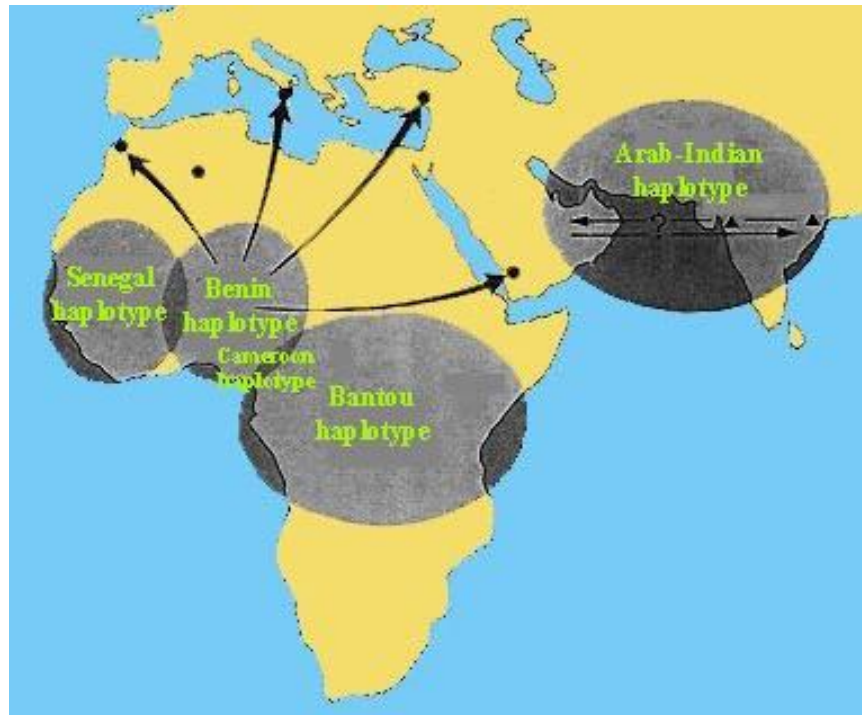 Arab-Indian
haplotype
?
Senegal
haplotype
Benin
haplotype
Cameroon
haplotype
Bantou
haplotype